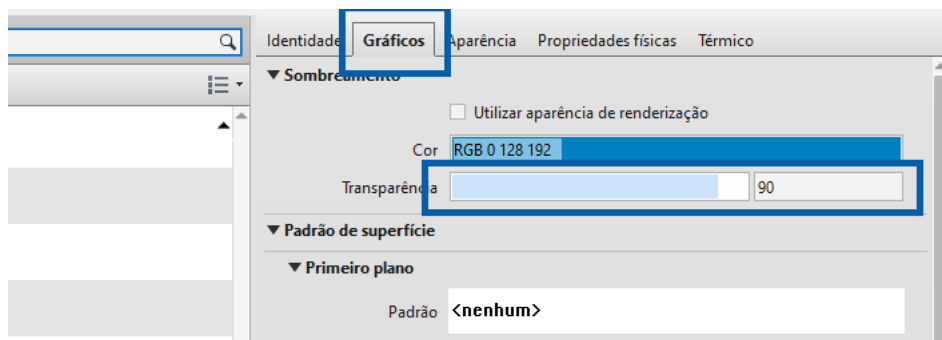 Identidade Gráficos Aparência Propriedades físicas Térmico
Sombreamento
Utilizar aparência de renderização
Cor RGB 0 128 192
Transparência 90
Padrão de superfície
Primeiro plano
Padrão <nenhum>